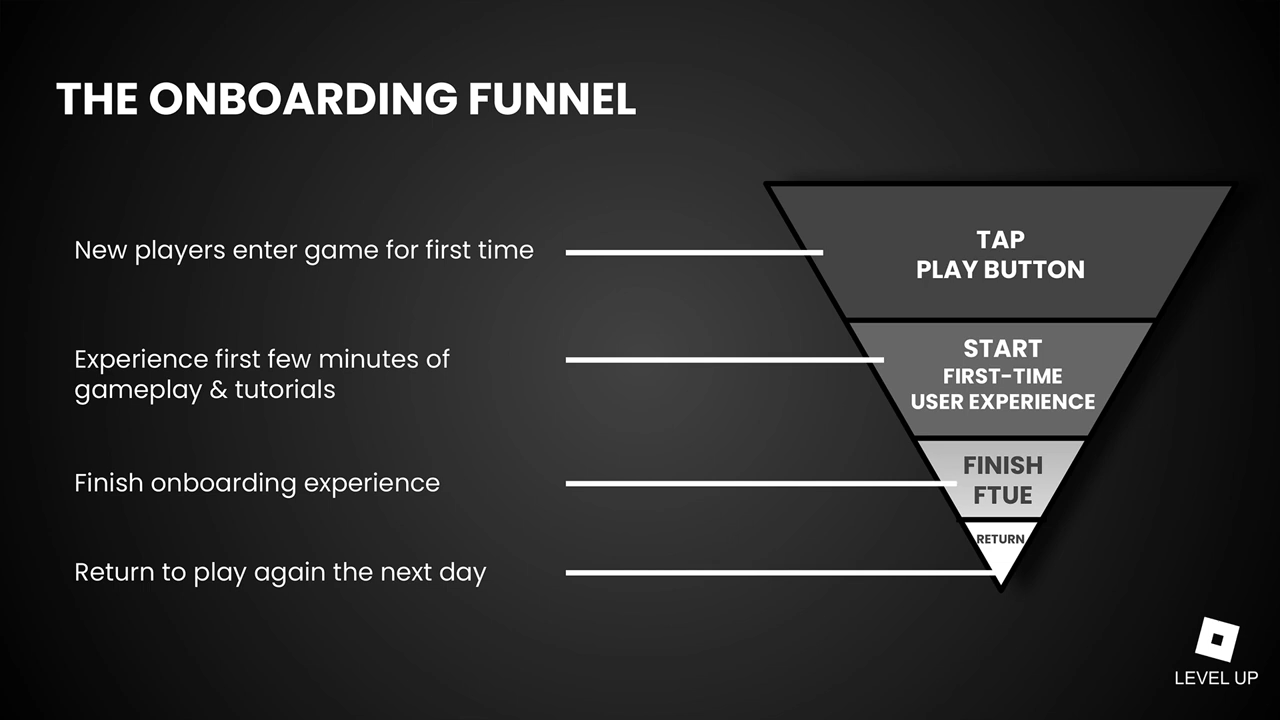 THE ONBOARDING FUNNEL
New players enter game for first time
TAP
PLAY BUTTON
Experience first few minutes of
gameplay & tutorials
START
FIRST-TIME
USER EXPERIENCE
Finish onboarding experience
FINISH
FTUE
Return to play again the next day
RETURN
LEVEL UP